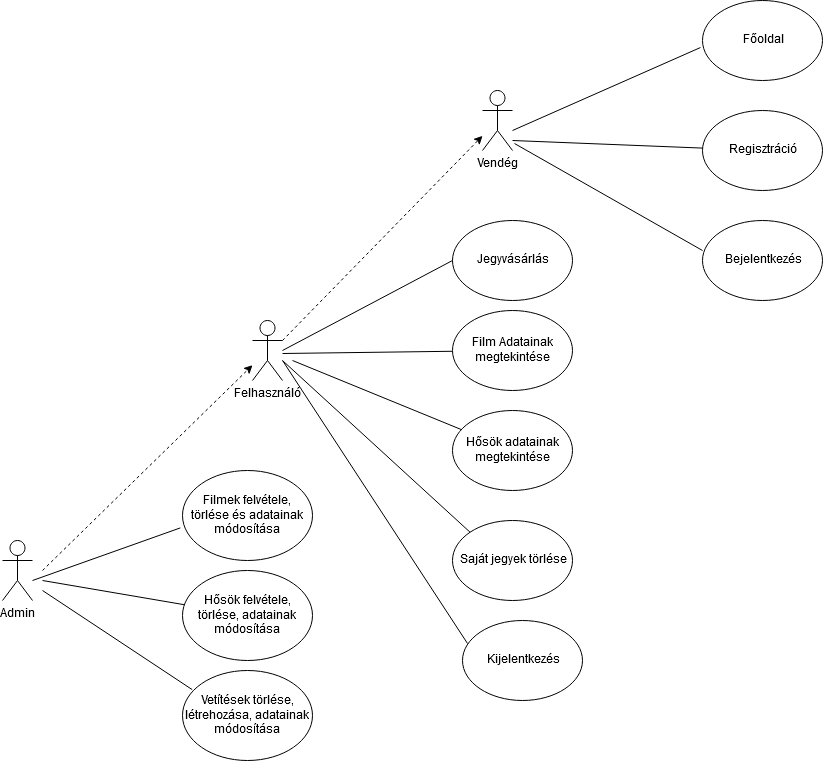 Főoldal
Vendég
Regisztráció
Bejelentkezés
Jegyvásárlás
Film Adatainak
megtekintése
Felhasználó
Hősök adatainak
megtekintése
Filmek felvétele,
törlése és adatainak
módosítása
Saját jegyek törlése
Admin
Hősök felvétele,
törlése, adatainak
módosítása
Kijelentkezés
Vetítések törlése,
létrehozása, adatainak
módosítása